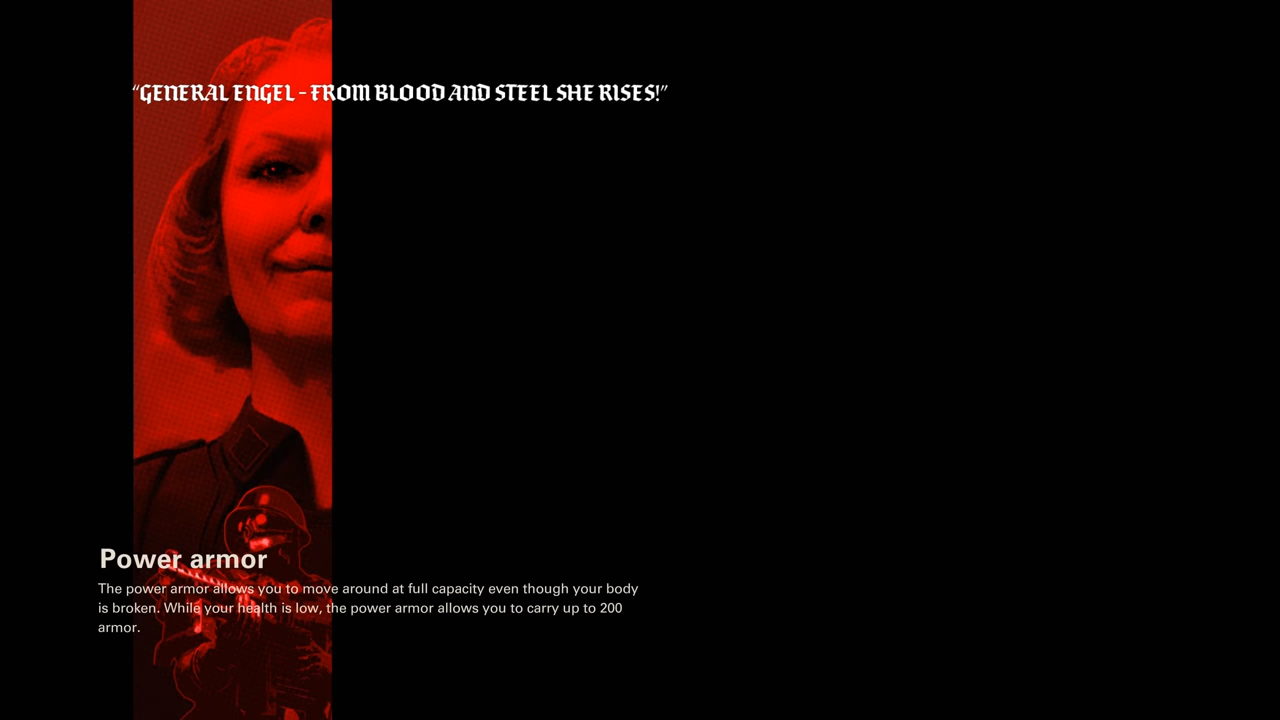 “GENERAL ENGEL - FROM BLOOD AND STEEL SHE RISES!”
Power armor
The power armor allows you to move around at full capacity even though your body
is broken. While your health is low, the power armor allows you to carry up to 200
armor.